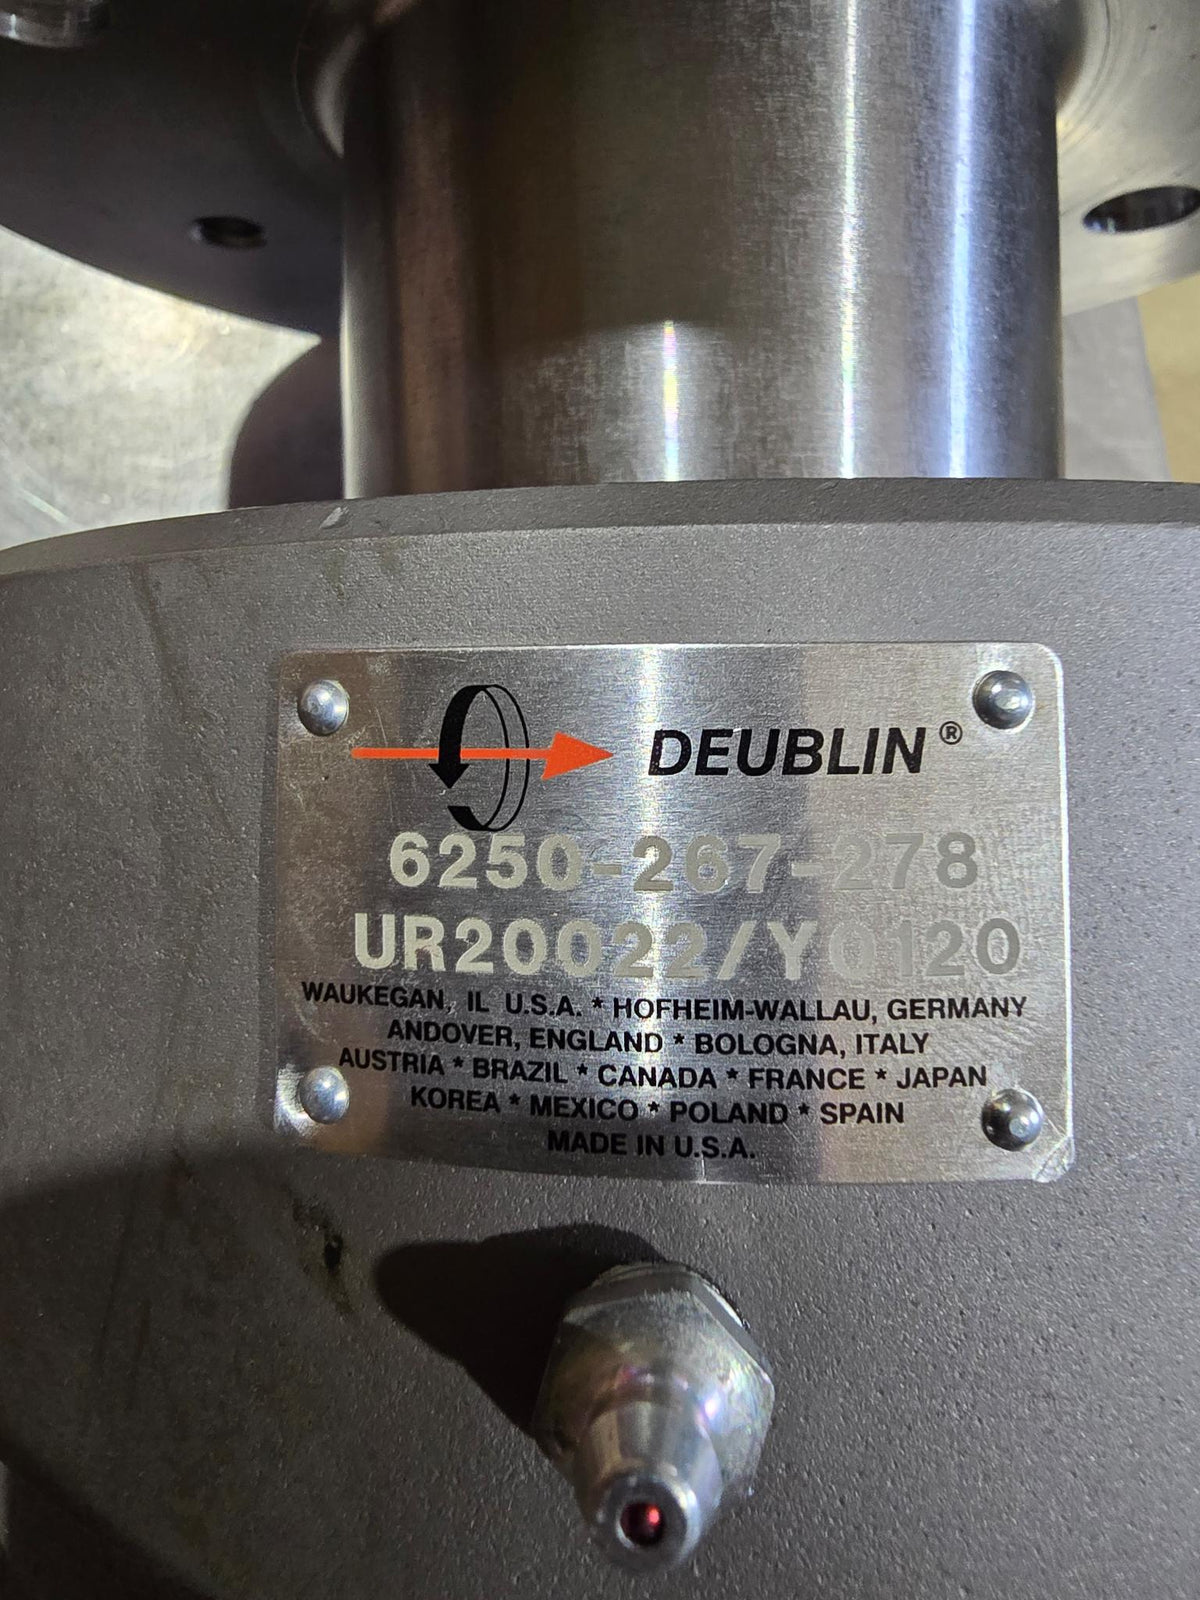 DEUBLIN®
6250-267-278
UR20022/YQ120
WAUKEGAN, IL U.S.A. * HOFHEIM-WALLAU, GERMANY
ANDOVER, ENGLAND * BOLOGNA, ITALY
AUSTRIA * BRAZIL * CANADA * FRANCE * JAPAN
KOREA * MEXICO * POLAND * SPAIN
MADE IN U.S.A.